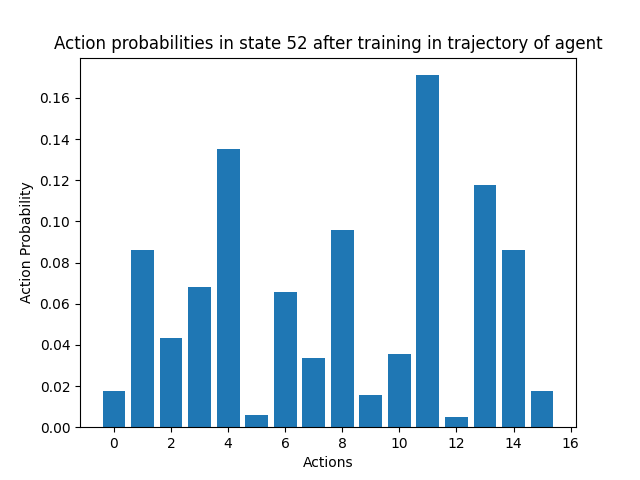 Action probabilities in state 52 after training in trajectory of agent
Action Probability
0.16
0.14
0.12
0.10
0.08
0.06
0.04
0.02
0.00
0 2 4 6 8 10 12 14 16
Actions